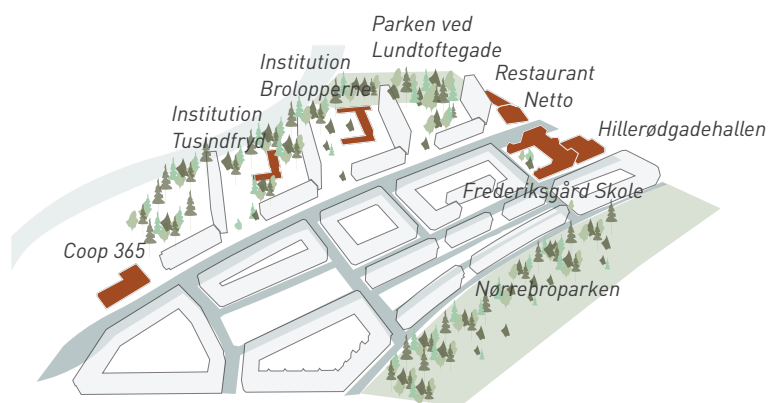 Parken ved
Lundtoftegade
Institution
Brolopperne
Restaurant
Netto
Institution
Tusindfryd
Hillerødgadehallen
Frederiksgård Skole
Coop 365
Nørrebroparken